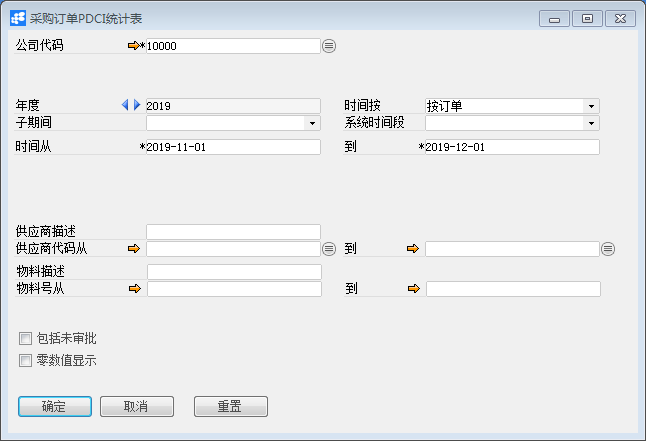 采购订单PDCI统计表
公司代码 *10000
年度 2019 时间按 按订单
子期间 系统时间段
时间从 *2019-11-01 到 *2019-12-01
供应商描述
供应商代码从 到
物料描述
物料号从 到
包括未审批
零数值显示
确定 取消 重置